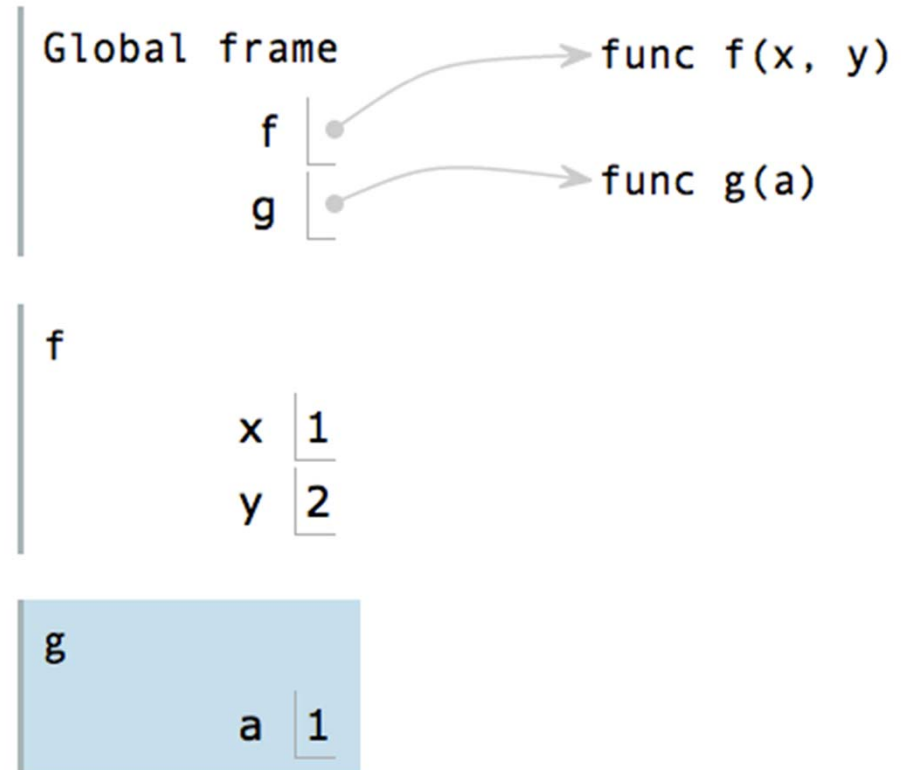 Global frame
func f(x, y)
f
func g(a)
g
f
x 1
y 2
g
a 1